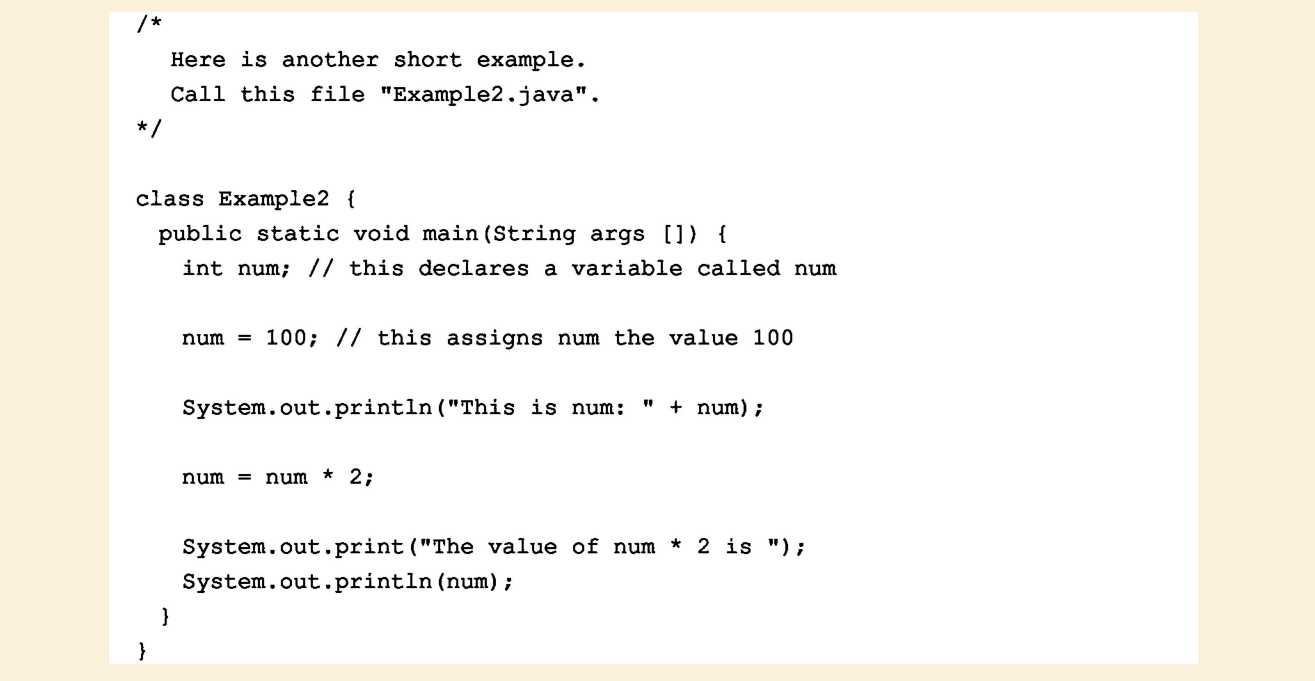 /*
Here is another short example.
Call this file "Example2.java".
*/
class Example2 {
public static void main(String args []) {
int num; // this declares a variable called num
num = 100; // this assigns num the value 100
System.out.println("This is num: " + num);
num = num * 2;
System.out.print("The value of num * 2 is ");
System.out.println(num);
}
}